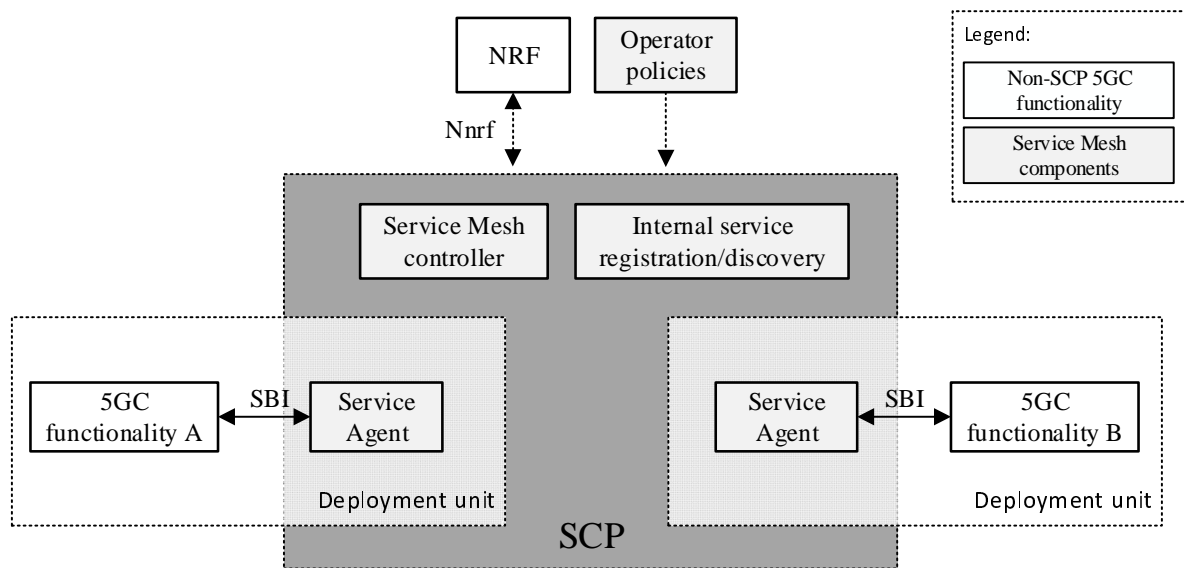 NRF
Operator
policies
Legend:
Non-SCP 5GC
functionality
Service Mesh
components
Nnrf
Service Mesh
controller
Internal service
registration/discovery
5GC
functionality A
SBI
Service
Agent
Deployment unit
Service
Agent
SBI
5GC
functionality B
Deployment unit
SCP